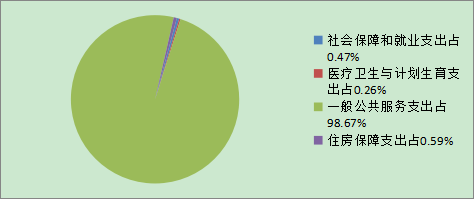 社会保障和就业支出占
0.47%
医疗卫生与计划生育支
出占0.26%
一般公共服务支出占
98.67%
住房保障支出占0.59%